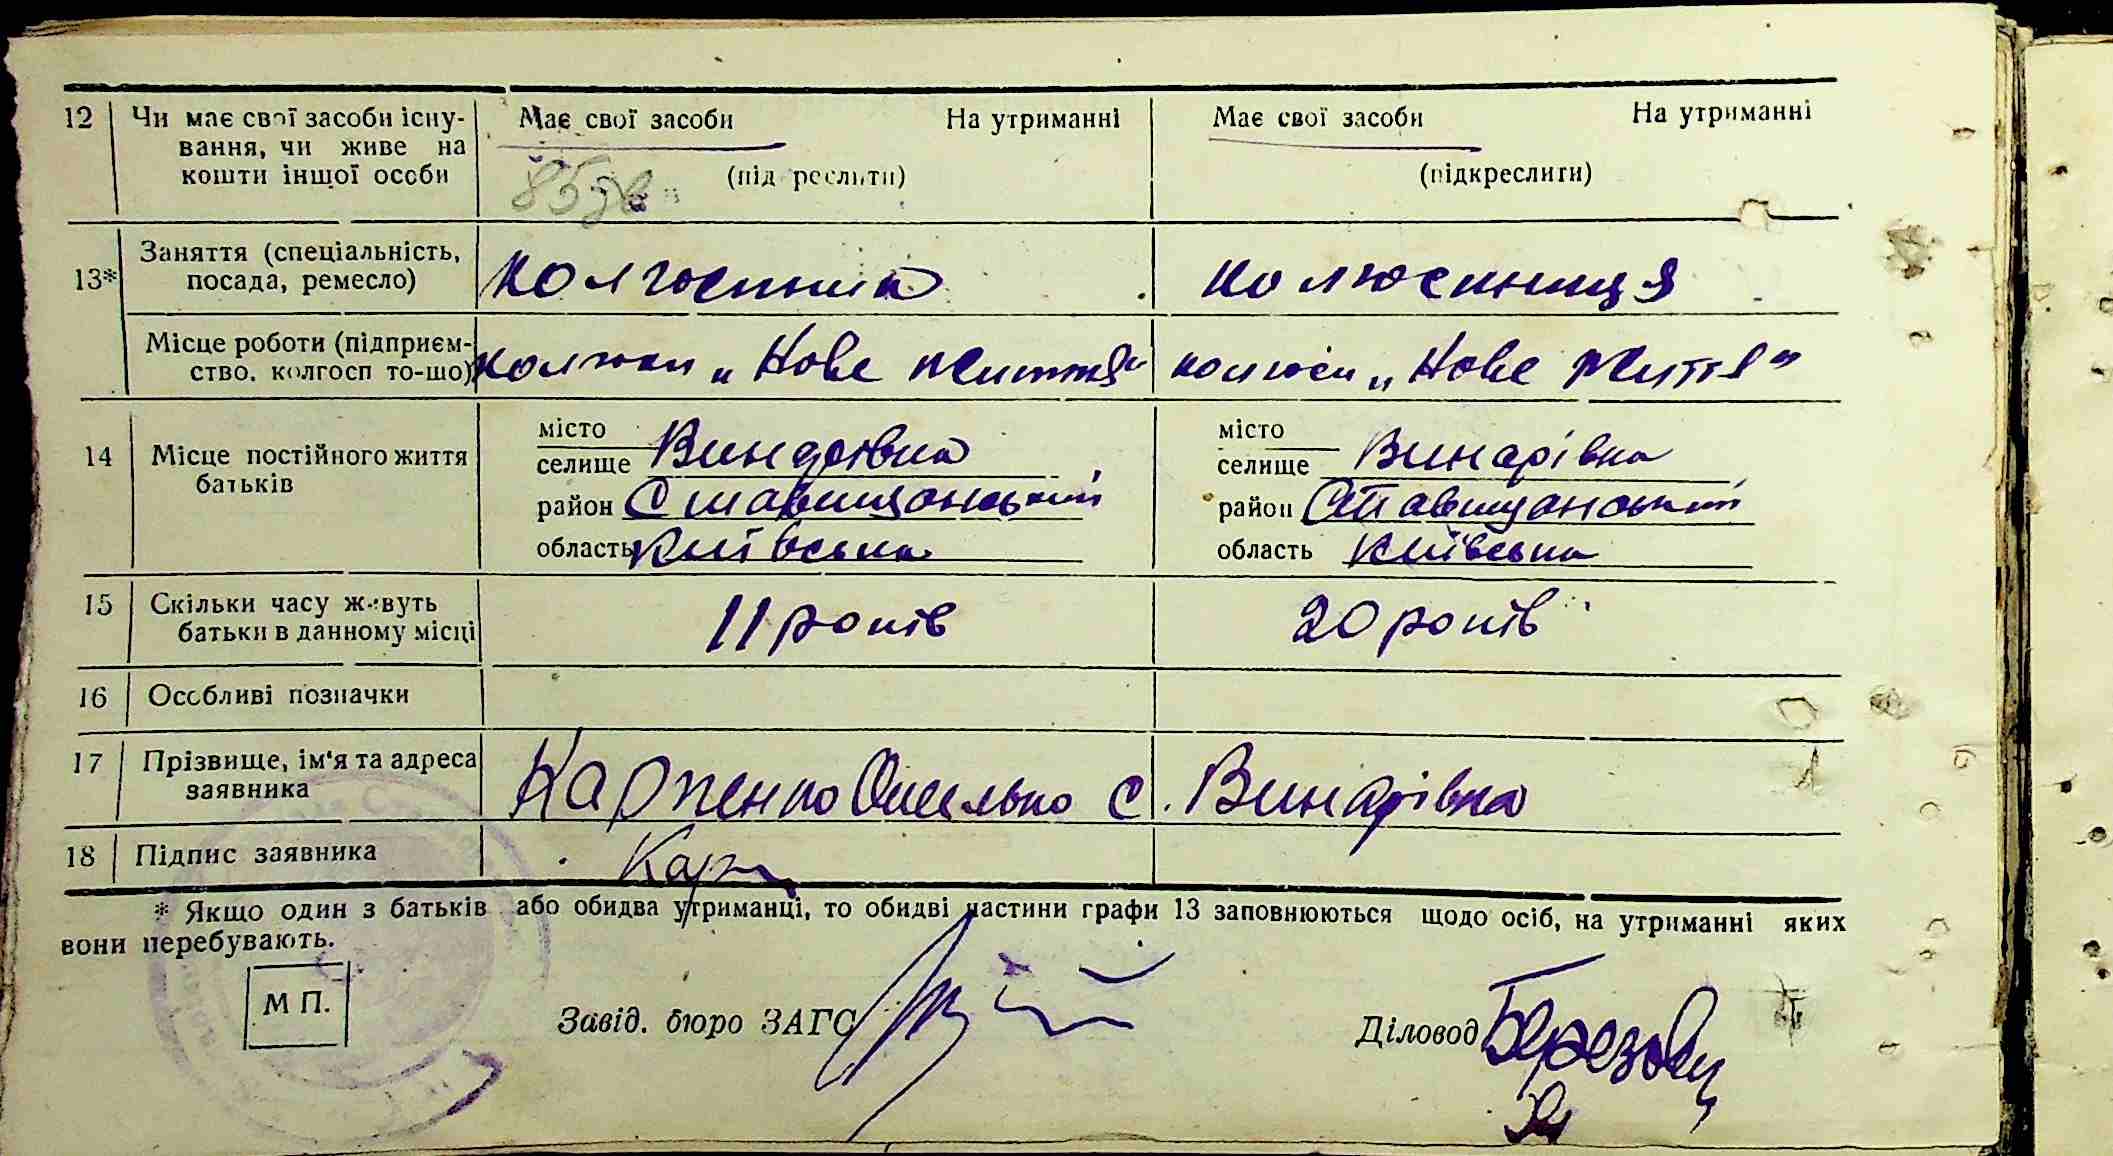 12 Чи має свої засоби існу- Має свої засоби На утриманні Має свої засоби На утриманні
вання, чи живе на
кошти іншої особи (підкреслити) (підкреслити)
Заняття (спеціальність,
13* посада, ремесло) колгоспник колгоспниця
Місце роботи (підприєм-
ство, колгосп то-що) колгосп „Нове життя" колгосп „Нове життя"
місто місто
14 Місце постійного життя селище Винарівка селище Винарівка
батьків район Ставищанський район Ставищанський
область Київська область Київська
15 Скільки часу живуть
батьки в данному місці 11 років 20 років
16 Особливі позначки
17 Прізвище, ім'я та адреса
заявника Карпенко Омелько с. Винарівка
18 Підпис заявника Карп
* Якщо один з батьків або обидва утриманці, то обидві частини графи 13 заповнюються щодо осіб, на утриманні яких
вони перебувають.
М П.
Завід. бюро ЗАГС Діловод